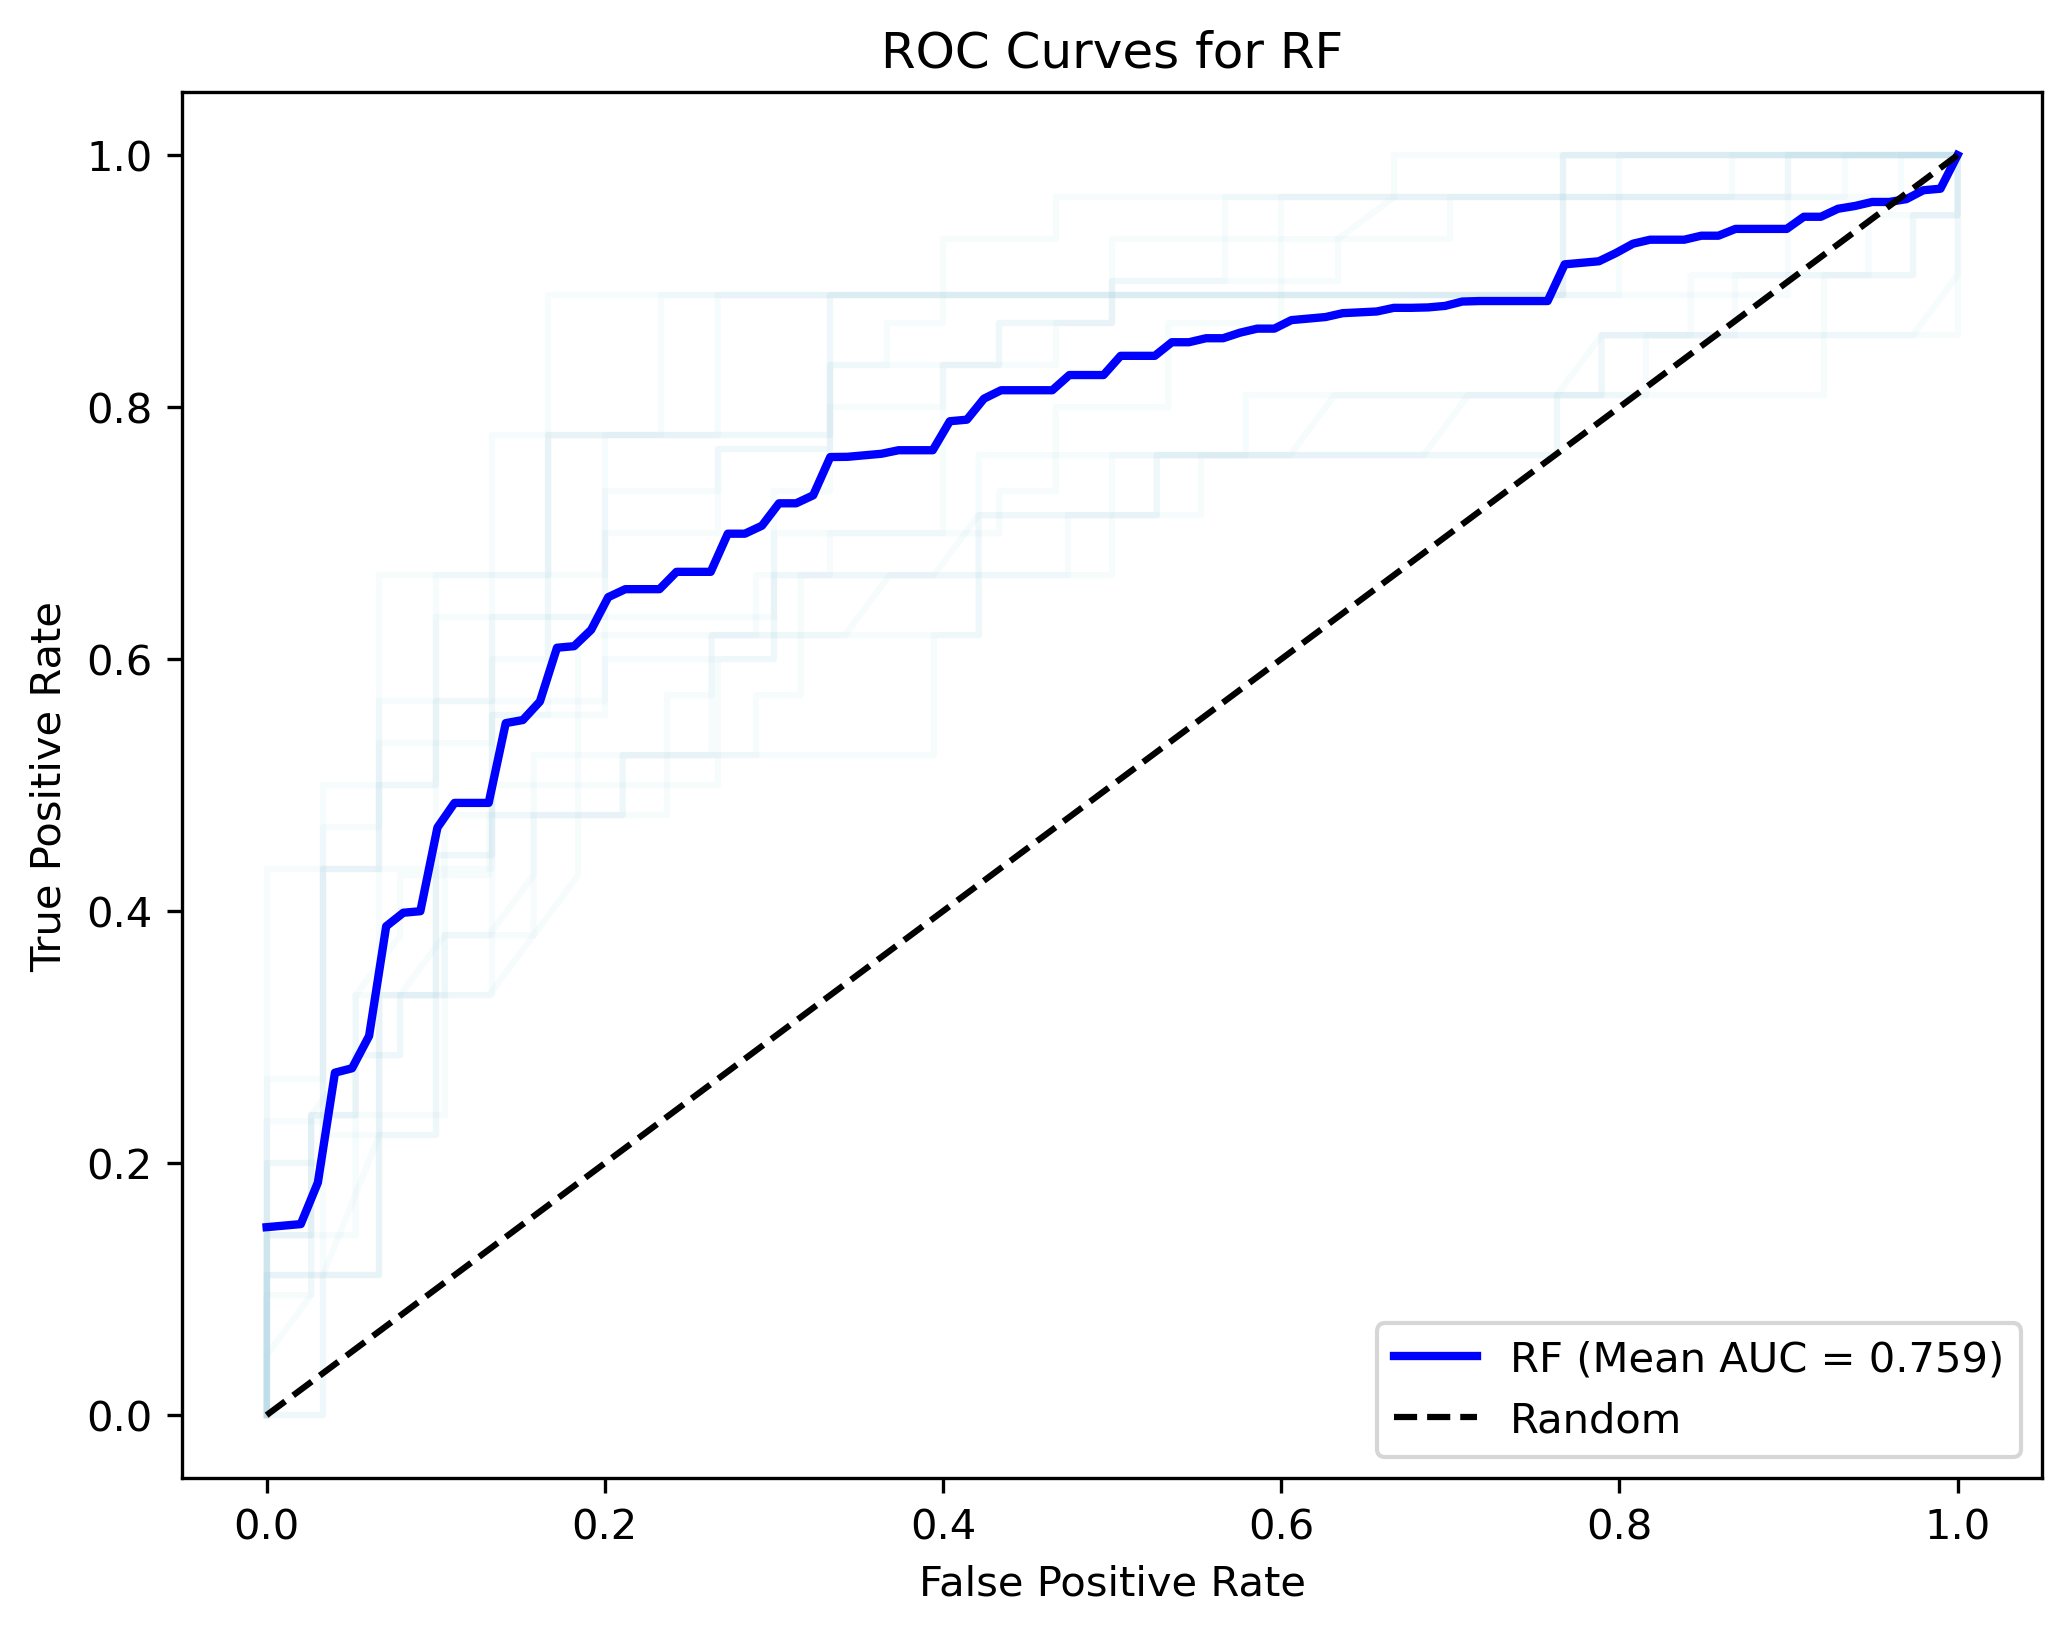 ROC Curves for RF
True Positive Rate
1.0
0.8
0.6
0.4
0.2
0.0
0.0 0.2 0.4 0.6 0.8 1.0
False Positive Rate
RF (Mean AUC = 0.759)
Random